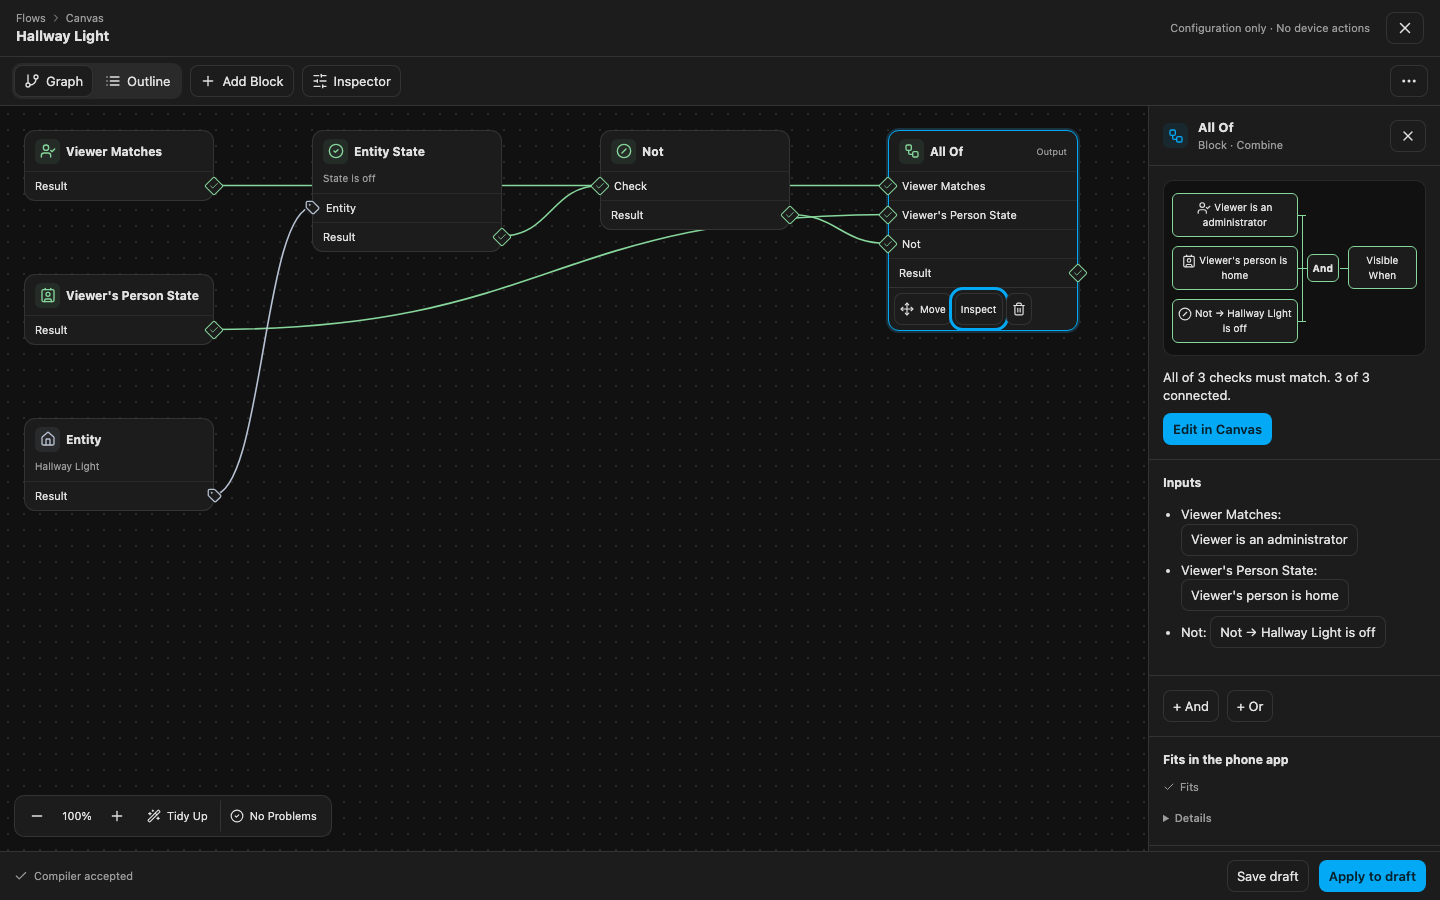 Flows > Canvas
Hallway Light
Configuration only · No device actions
Graph
Outline
+ Add Block
Inspector
Viewer Matches
Result
Entity State
State is off
Entity
Result
Not
Check
Result
All Of
Output
Viewer Matches
Viewer's Person State
Not
Result
Move
Inspect
Viewer's Person State
Result
Entity
Hallway Light
Result
100%
Tidy Up
No Problems
All Of
Block · Combine
Viewer is an
administrator
Viewer's person is
home
Not → Hallway Light
is off
And
Visible
When
All of 3 checks must match. 3 of 3
connected.
Edit in Canvas
Inputs
• Viewer Matches:
Viewer is an administrator
• Viewer's Person State:
Viewer's person is home
• Not: Not → Hallway Light is off
+ And
+ Or
Fits in the phone app
Fits
Details
Compiler accepted
Save draft
Apply to draft